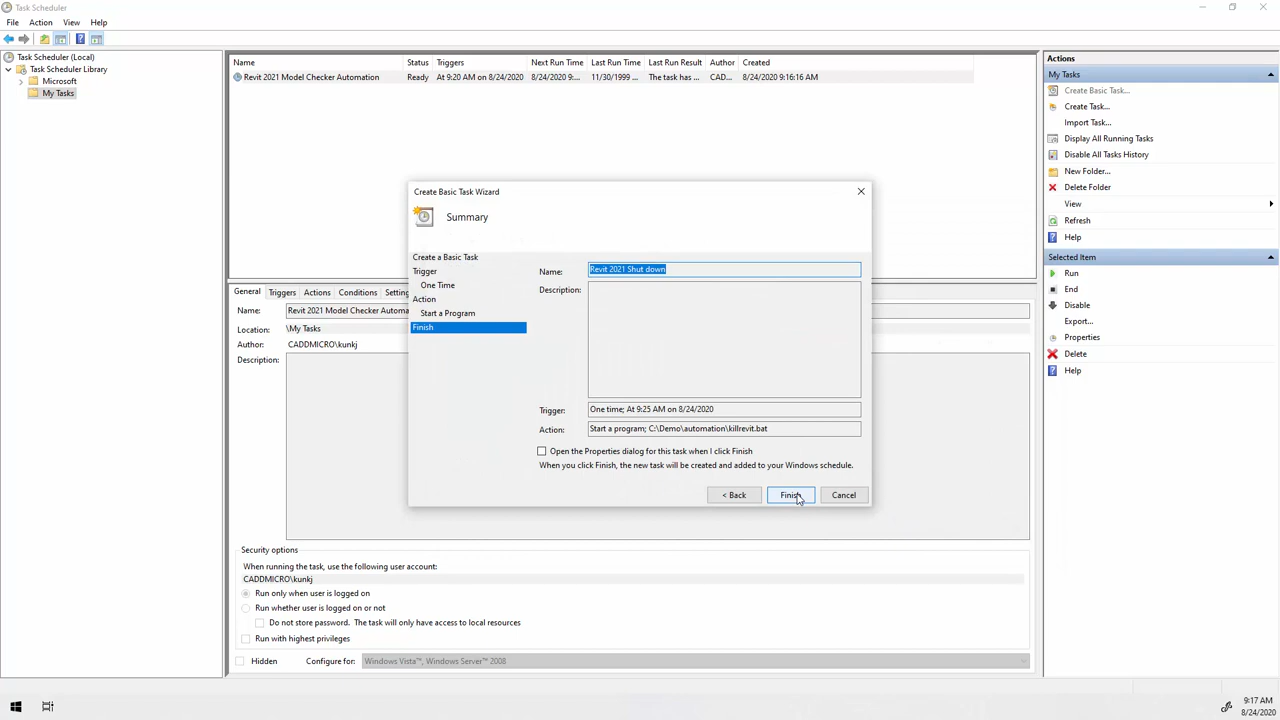 Task Scheduler
File Action View Help
Task Scheduler (Local)
Task Scheduler Library
Microsoft
My Tasks
Name Status Triggers Next Run Time Last Run Time Last Run Result Author Created
Revit 2021 Model Checker Automation Ready At 9:20 AM on 8/24/2020 8/24/2020 9:... 11/30/1999 ... The task has ... CAD... 8/24/2020 9:16:16 AM
General Triggers Actions Conditions Setting
Name: Revit 2021 Model Checker Automa
Location: \My Tasks
Author: CADDMICRO\kunkj
Description:
Security options
When running the task, use the following user account:
CADDMICRO\kunkj
Run only when user is logged on
Run whether user is logged on or not
Do not store password. The task will only have access to local resources
Run with highest privileges
Hidden Configure for: Windows Vista™, Windows Server™ 2008
Create Basic Task Wizard
Summary
Create a Basic Task
Trigger
One Time
Action
Start a Program
Finish
Name: Revit 2021 Shut down
Description:
Trigger: One time; At 9:25 AM on 8/24/2020
Action: Start a program; C:\Demo\automation\killrevit.bat
Open the Properties dialog for this task when I click Finish
When you click Finish, the new task will be created and added to your Windows schedule.
< Back Finish Cancel
Actions
My Tasks
Create Basic Task...
Create Task...
Import Task...
Display All Running Tasks
Disable All Tasks History
New Folder...
Delete Folder
View
Refresh
Help
Selected Item
Run
End
Disable
Export...
Properties
Delete
Help
9:17 AM
8/24/2020